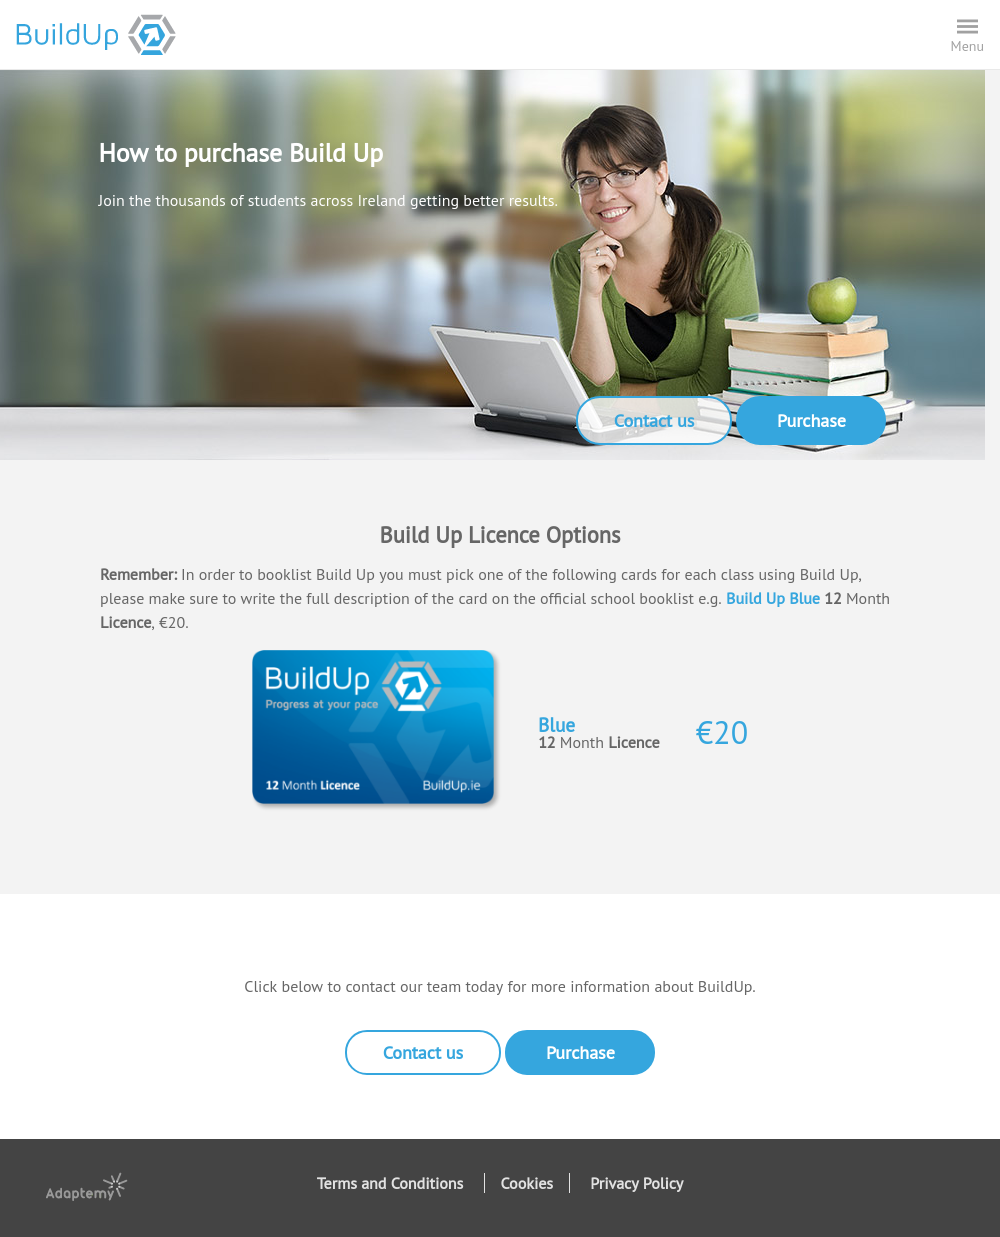 BuildUp
Menu
How to purchase Build Up
Join the thousands of students across Ireland getting better results.
Contact us
Purchase
Build Up Licence Options
Remember: In order to booklist Build Up you must pick one of the following cards for each class using Build Up,
please make sure to write the full description of the card on the official school booklist e.g. Build Up Blue 12 Month
Licence, €20.
BuildUp
Progress at your pace
12 Month Licence
BuildUp.ie
Blue
12 Month Licence
€20
Click below to contact our team today for more information about BuildUp.
Contact us
Purchase
Adaptemy
Terms and Conditions
Cookies
Privacy Policy